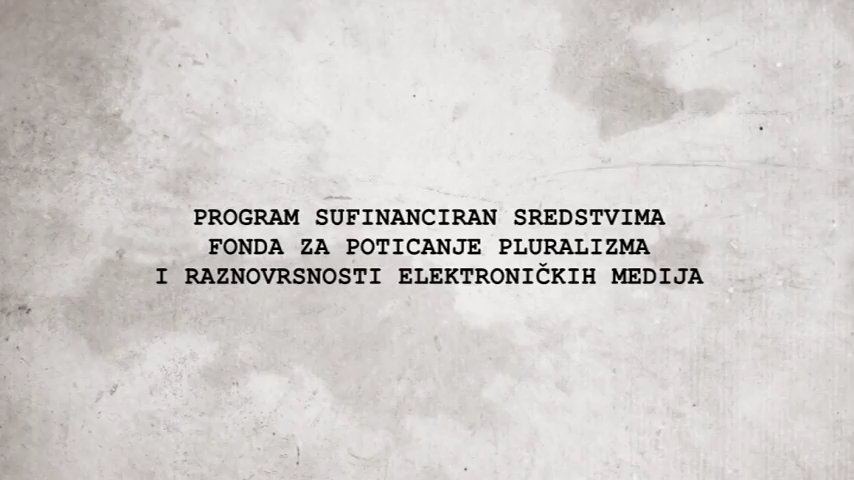 PROGRAM SUFINANCIRAN SREDSTVIMA
FONDA ZA POTICANJE PLURALIZMA
I RAZNOVRSNOSTI ELEKTRONIČKIH MEDIJA